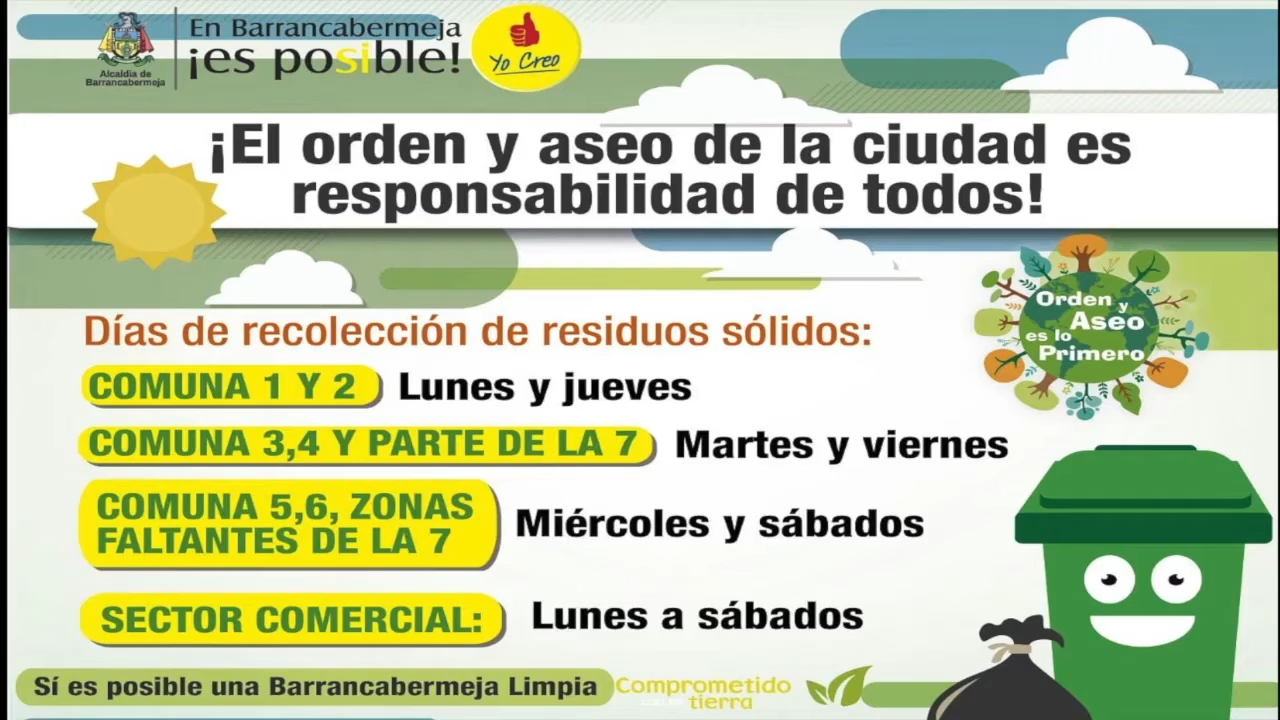 Alcaldía de
Barrancabermeja
En Barrancabermeja
¡es posible!
Yo Creo
¡El orden y aseo de la ciudad es
responsabilidad de todos!
Orden y
Aseo
es lo
Primero
Días de recolección de residuos sólidos:
COMUNA 1 Y 2 Lunes y jueves
COMUNA 3,4 Y PARTE DE LA 7 Martes y viernes
COMUNA 5,6, ZONAS
FALTANTES DE LA 7
Miércoles y sábados
SECTOR COMERCIAL: Lunes a sábados
Sí es posible una Barrancabermeja Limpia
Comprometido
tierra